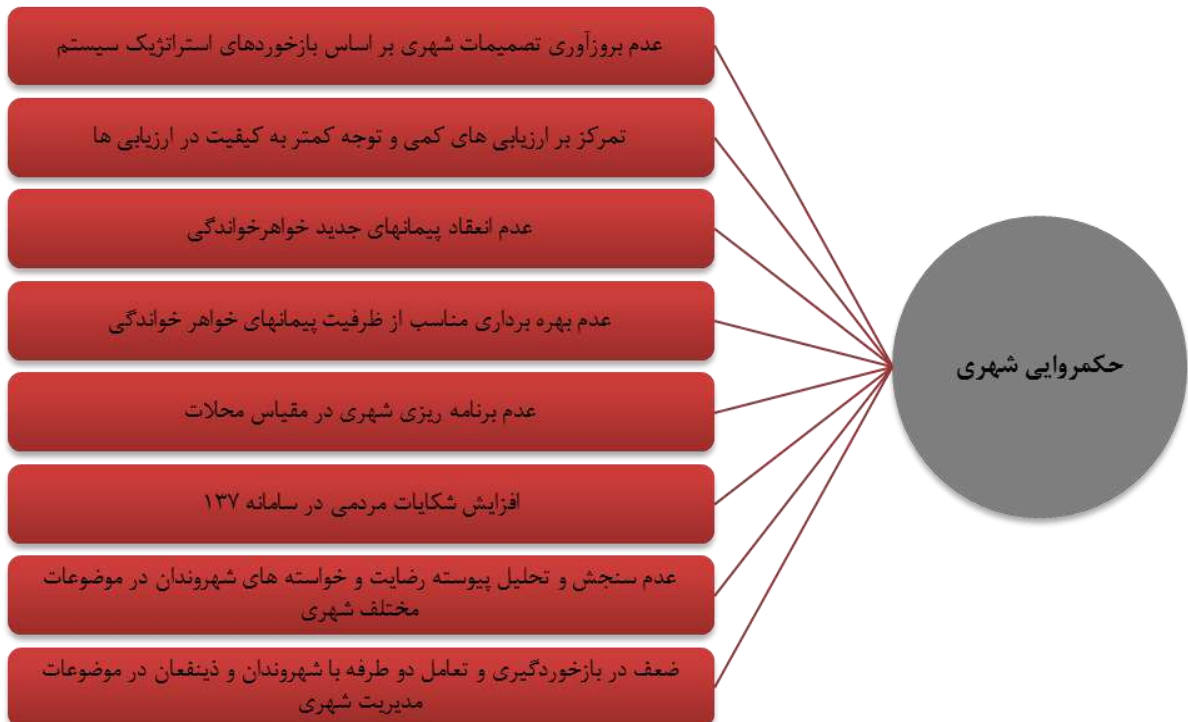 عدم بروزآوری تصمیمات شهری بر اساس بازخوردهای استراتژیک سیستم
تمرکز بر ارزیابی های کمی و توجه کمتر به کیفیت در ارزیابی ها
عدم انعقاد پیمانهای جدید خواهرخواندگی
عدم بهره برداری مناسب از ظرفیت پیمانهای خواهر خواندگی
عدم برنامه ریزی شهری در مقیاس محلات
افزایش شکایات مردمی در سامانه ۱۳۷
عدم سنجش و تحلیل پیوسته رضایت و خواسته های شهروندان در موضوعات
مختلف شهری
ضعف در بازخوردگیری و تعامل دو طرفه با شهروندان و ذینفعان در موضوعات
مدیریت شهری
حکمروایی شهری